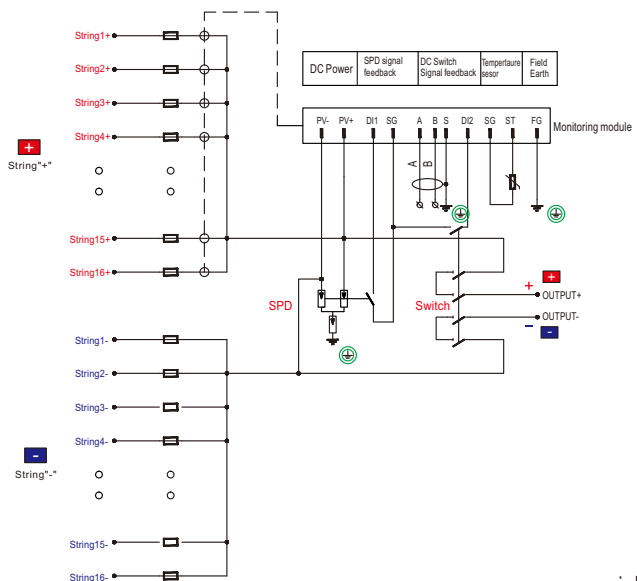 String1+
String2+
String3+
String4+
+
String"+"
String15+
String16+
DC Power
SPD signal
feedback
DC Switch
Signal feedback
Tempertaure
sesor
Field
Earth
PV- PV+ DI1 SG A B S DI2 SG ST FG
Monitoring module
A
B
SPD
Switch
+
+
OUTPUT+
OUTPUT-
−
-
String1-
String2-
String3-
String4-
-
String"-"
String15-
String16-